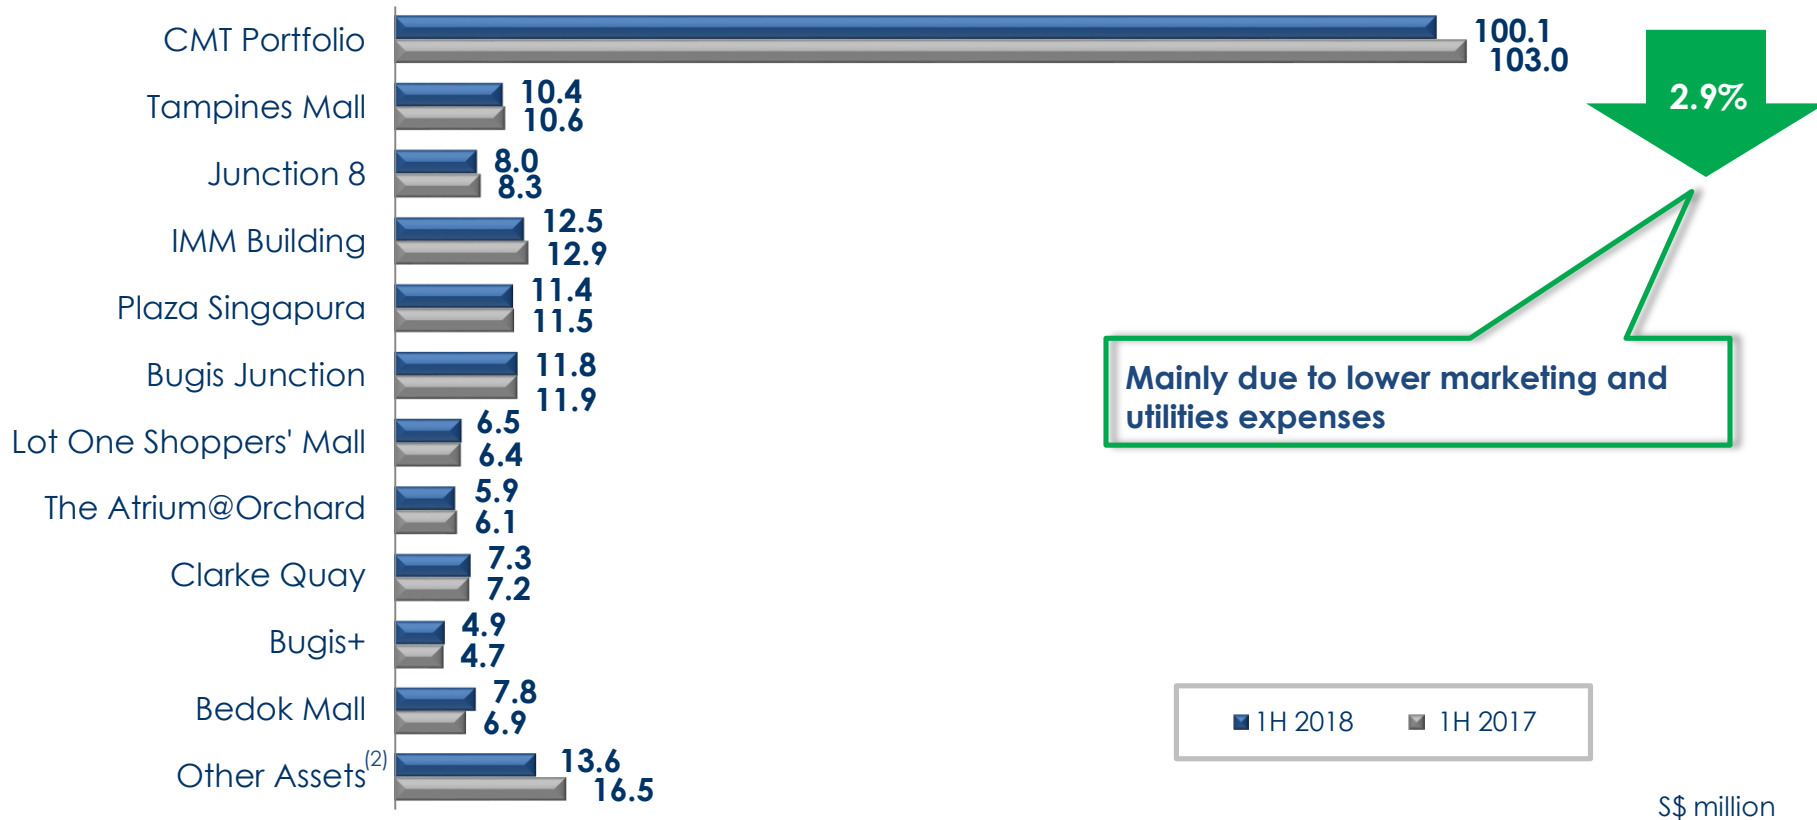 CMT Portfolio
100.1
103.0
Tampines Mall
10.4
10.6
Junction 8
8.0
8.3
IMM Building
12.5
12.9
Plaza Singapura
11.4
11.5
Bugis Junction
11.8
11.9
Lot One Shoppers' Mall
6.5
6.4
The Atrium@Orchard
5.9
6.1
Clarke Quay
7.3
7.2
Bugis+
4.9
4.7
Bedok Mall
7.8
6.9
Other Assets(2)
13.6
16.5
2.9%
Mainly due to lower marketing and
utilities expenses
1H 2018 1H 2017
S$ million